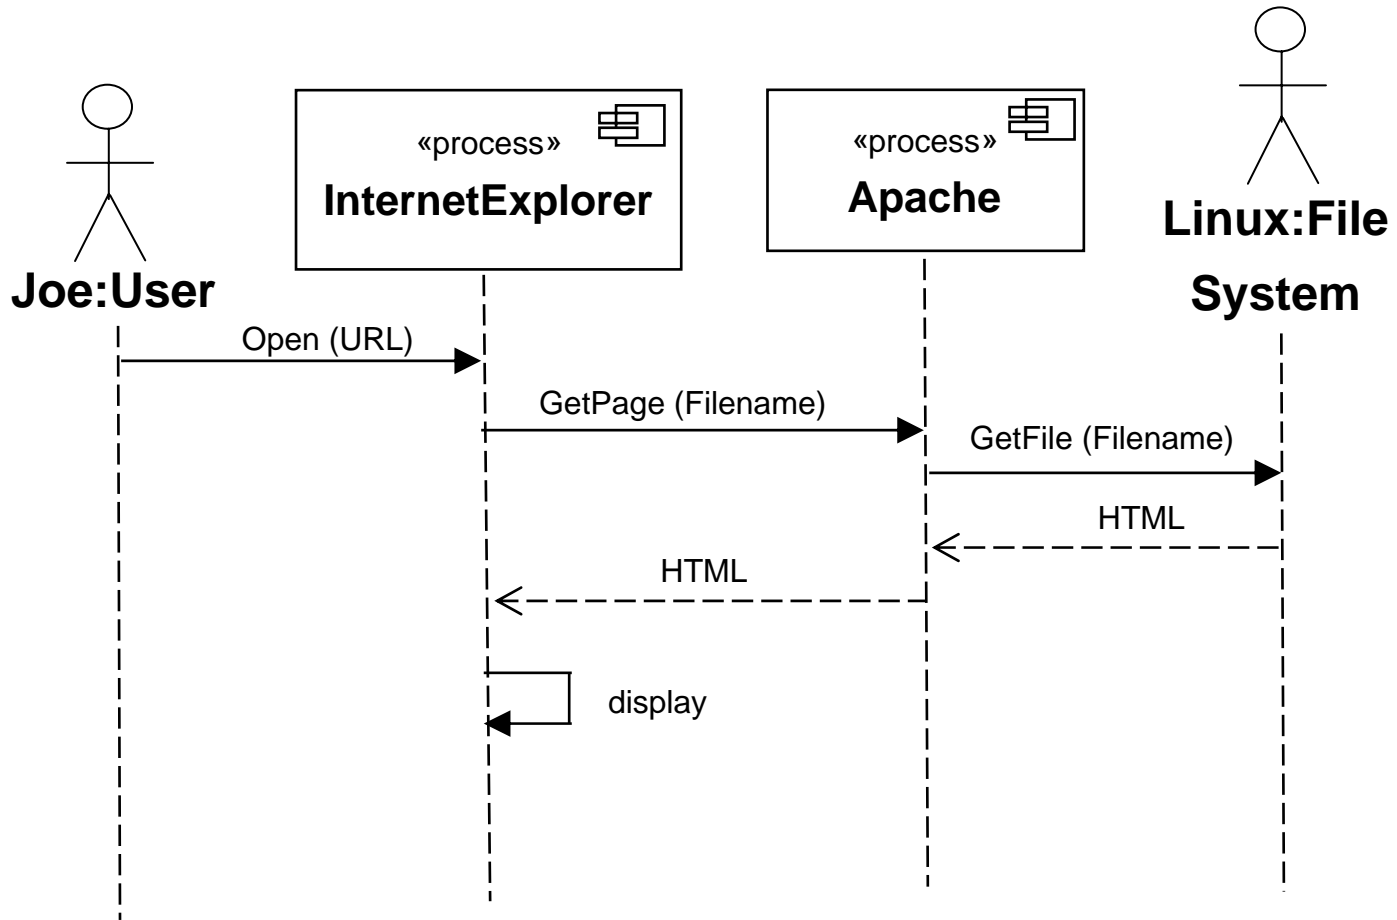 «process»
InternetExplorer
«process»
Apache
Linux:File
System
Joe:User
Open (URL)
GetPage (Filename)
GetFile (Filename)
HTML
HTML
display